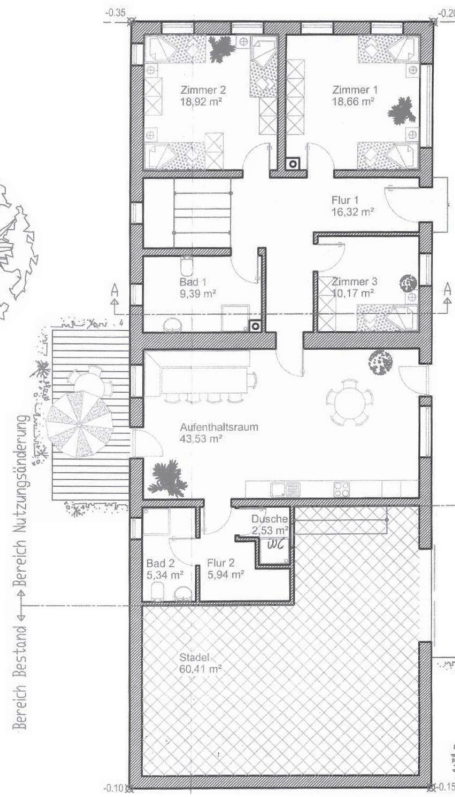 -0.35
-0.20
Zimmer 2
18,92 m²
Zimmer 1
18,66 m²
Flur 1
16,32 m²
Bad 1
9,39 m²
Zimmer 3
10,17 m²
A
A
Aufenthaltsraum
43,53 m²
Bereich Bestand
Bereich Nutzungsänderung
Dusche
2,53 m²
Bad 2
5,34 m²
Flur 2
5,94 m²
Stadel
60,41 m²
-0.10
-0.15